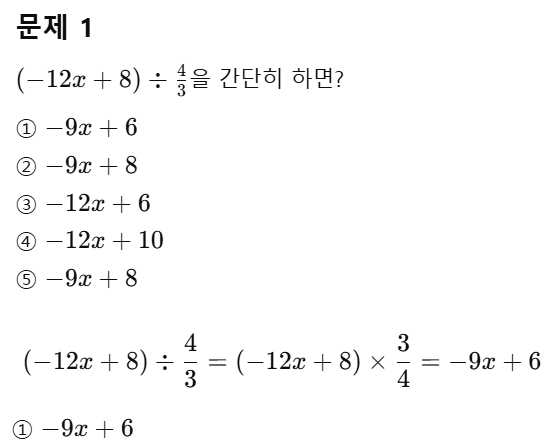 문제 1
(−12x + 8) ÷ 4/3을 간단히 하면?
① −9x + 6
② −9x + 8
③ −12x + 6
④ −12x + 10
⑤ −9x + 8
(−12x + 8) ÷ 4/3 = (−12x + 8) × 3/4 = −9x + 6
① −9x + 6